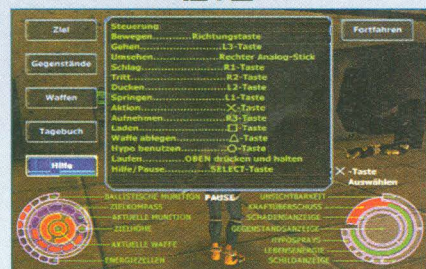 Ziel
Gegenstände
Waffen
Tagebuch
Hilfe
Steuerung
Bewegen..............Richtungstaste
Gehen.......................L3-Taste
Umsehen..........Rechter Analog-Stick
Schlag......................R1-Taste
Tritt.........................R2-Taste
Ducken.....................L2-Taste
Springen....................L1-Taste
Aktion......................✕-Taste
Aufnehmen................R3-Taste
Laden.......................□-Taste
Waffe ablegen.............△-Taste
Hypo benutzen............○-Taste
Laufen.......OBEN drücken und halten
Hilfe/Pause.............SELECT-Taste
Fortfahren
✕ -Taste
Auswählen
PAUSE
BALLISTISCHE MUNITION
ZIELKOMPASS
AKTUELLE MUNITION
ZIELHÖHE
AKTUELLE WAFFE
ENERGIEZELLEN
UNSICHTBARKEIT
KRAFTÜBERSCHUSS
SCHADENSANZEIGE
GEGENSTANDSANZEIGE
HYPOSPRAYS
LEBENSENERGIE
SCHILDANZEIGE